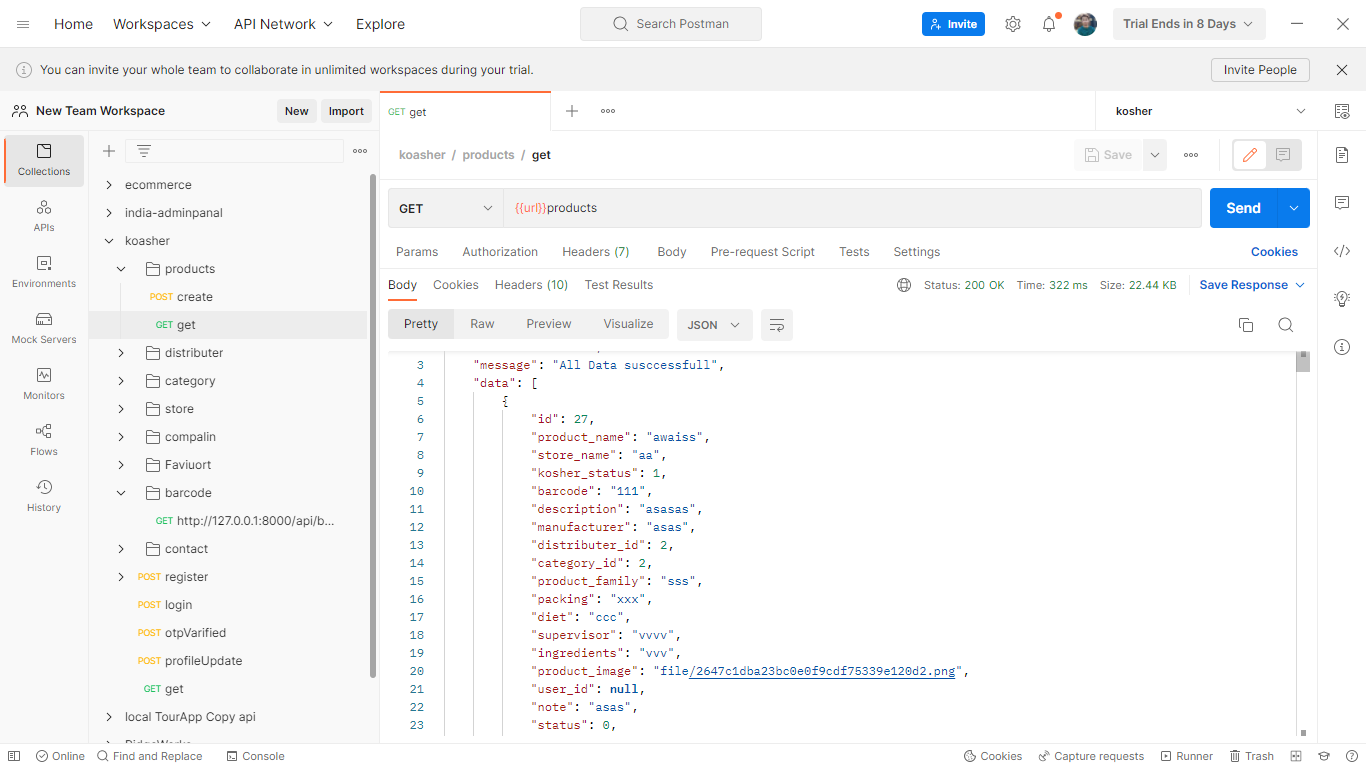 Home Workspaces API Network Explore Search Postman Invite Trial Ends in 8 Days
You can invite your whole team to collaborate in unlimited workspaces during your trial. Invite People
New Team Workspace New Import
GET get
kosher
Collections
APIs
Environments
Mock Servers
Monitors
Flows
History
ecommerce
india-adminpanal
koasher
products
POST create
GET get
distributer
category
store
compalin
Faviuort
barcode
GET http://127.0.0.1:8000/api/b...
contact
POST register
POST login
POST otpVarified
POST profileUpdate
GET get
local TourApp Copy api
koasher / products / get Save
GET {{url}}products Send
Params Authorization Headers (7) Body Pre-request Script Tests Settings Cookies
Body Cookies Headers (10) Test Results Status: 200 OK Time: 322 ms Size: 22.44 KB Save Response
Pretty Raw Preview Visualize JSON
3 "message": "All Data susccessfull",
4 "data": [
5 {
6 "id": 27,
7 "product_name": "awaiss",
8 "store_name": "aa",
9 "kosher_status": 1,
10 "barcode": "111",
11 "description": "asasas",
12 "manufacturer": "asas",
13 "distributer_id": 2,
14 "category_id": 2,
15 "product_family": "sss",
16 "packing": "xxx",
17 "diet": "ccc",
18 "supervisor": "vvvv",
19 "ingredients": "vvv",
20 "product_image": "file/2647c1dba23bc0e0f9cdf75339e120d2.png",
21 "user_id": null,
22 "note": "asas",
23 "status": 0,
Online Find and Replace Console Cookies Capture requests Runner Trash